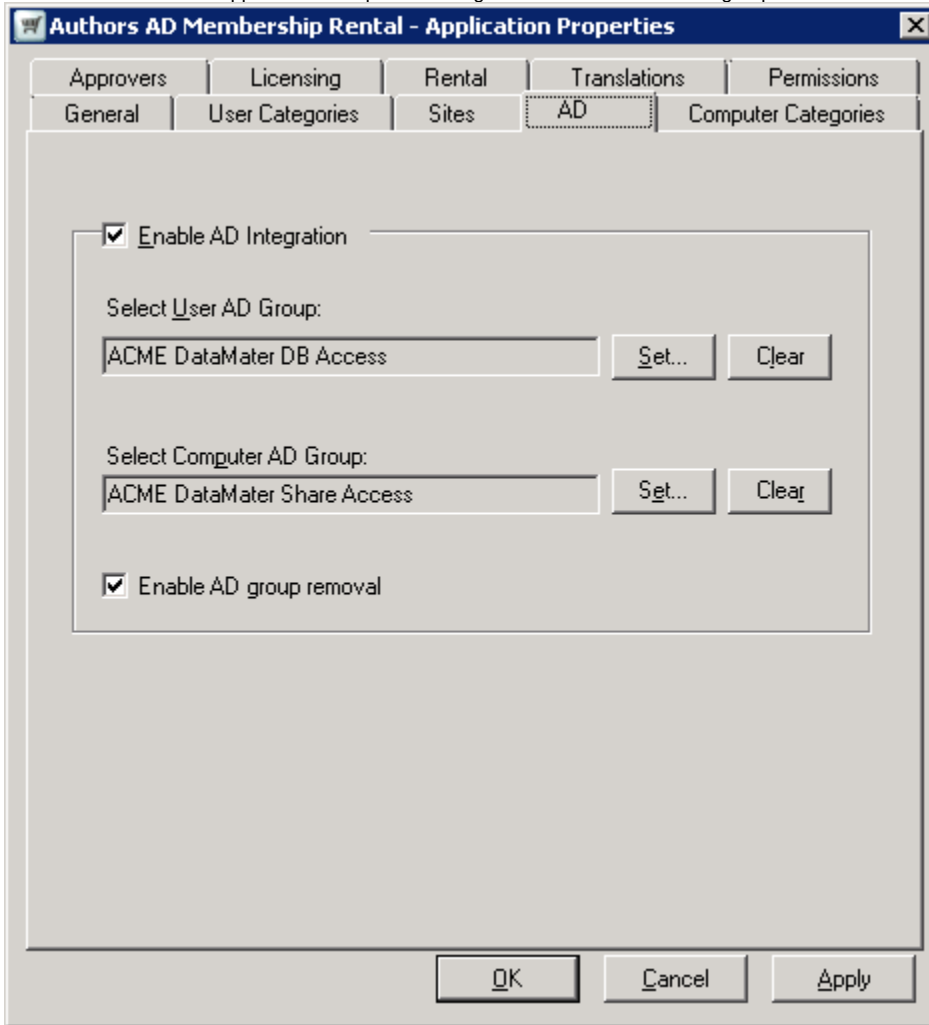 Authors AD Membership Rental - Application Properties
Approvers Licensing Rental Translations Permissions
General User Categories Sites AD Computer Categories
Enable AD Integration
Select User AD Group:
ACME DataMater DB Access Set... Clear
Select Computer AD Group:
ACME DataMater Share Access Set... Clear
Enable AD group removal
OK Cancel Apply